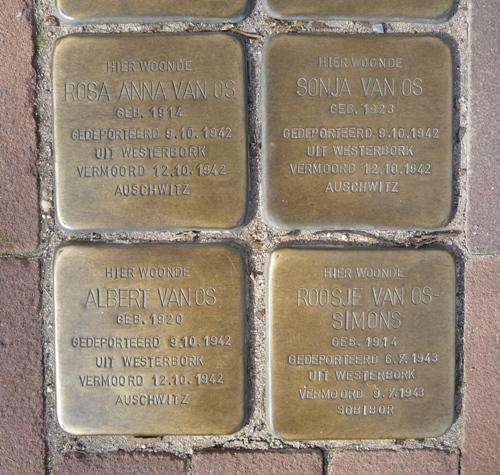 HIER WOONDE
ROSA ANNA VAN OS
GEB. 1914
GEDEPORTEERD 9.10.1942
UIT WESTERBORK
VERMOORD 12.10.1942
AUSCHWITZ
HIER WOONDE
SONJA VAN OS
GEB. 1923
GEDEPORTEERD 9.10.1942
UIT WESTERBORK
VERMOORD 12.10.1942
AUSCHWITZ
HIER WOONDE
ALBERT VAN OS
GEB. 1920
GEDEPORTEERD 9.10.1942
UIT WESTERBORK
VERMOORD 12.10.1942
AUSCHWITZ
HIER WOONDE
ROOSJE VAN OS-
SIMONS
GEB. 1914
GEDEPORTEERD 6.7.1943
UIT WESTERBORK
VERMOORD 9.7.1943
SOBIBOR